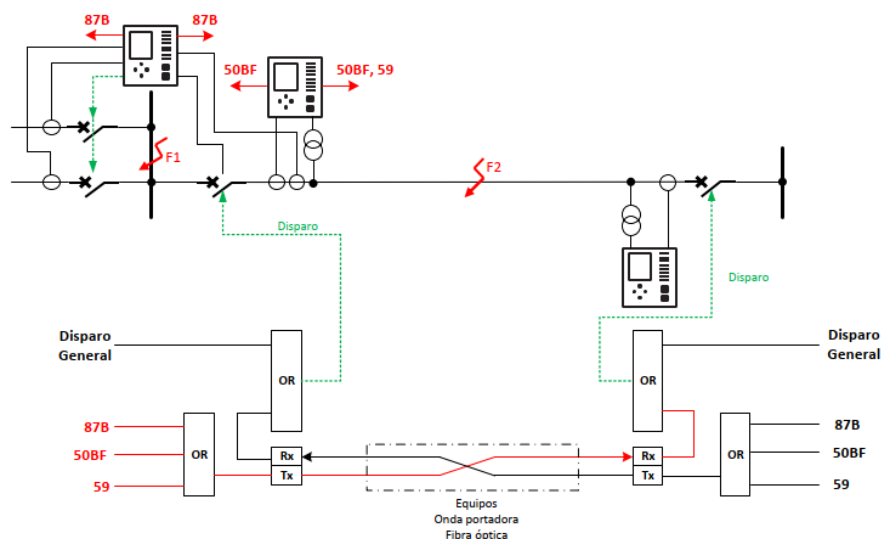 87B
87B
50BF
50BF, 59
F1
F2
Disparo
Disparo
Disparo
General
Disparo
General
OR
OR
87B
87B
50BF
OR
Rx
Rx
OR
50BF
Tx
Tx
59
59
Equipos
Onda portadora
Fibra óptica